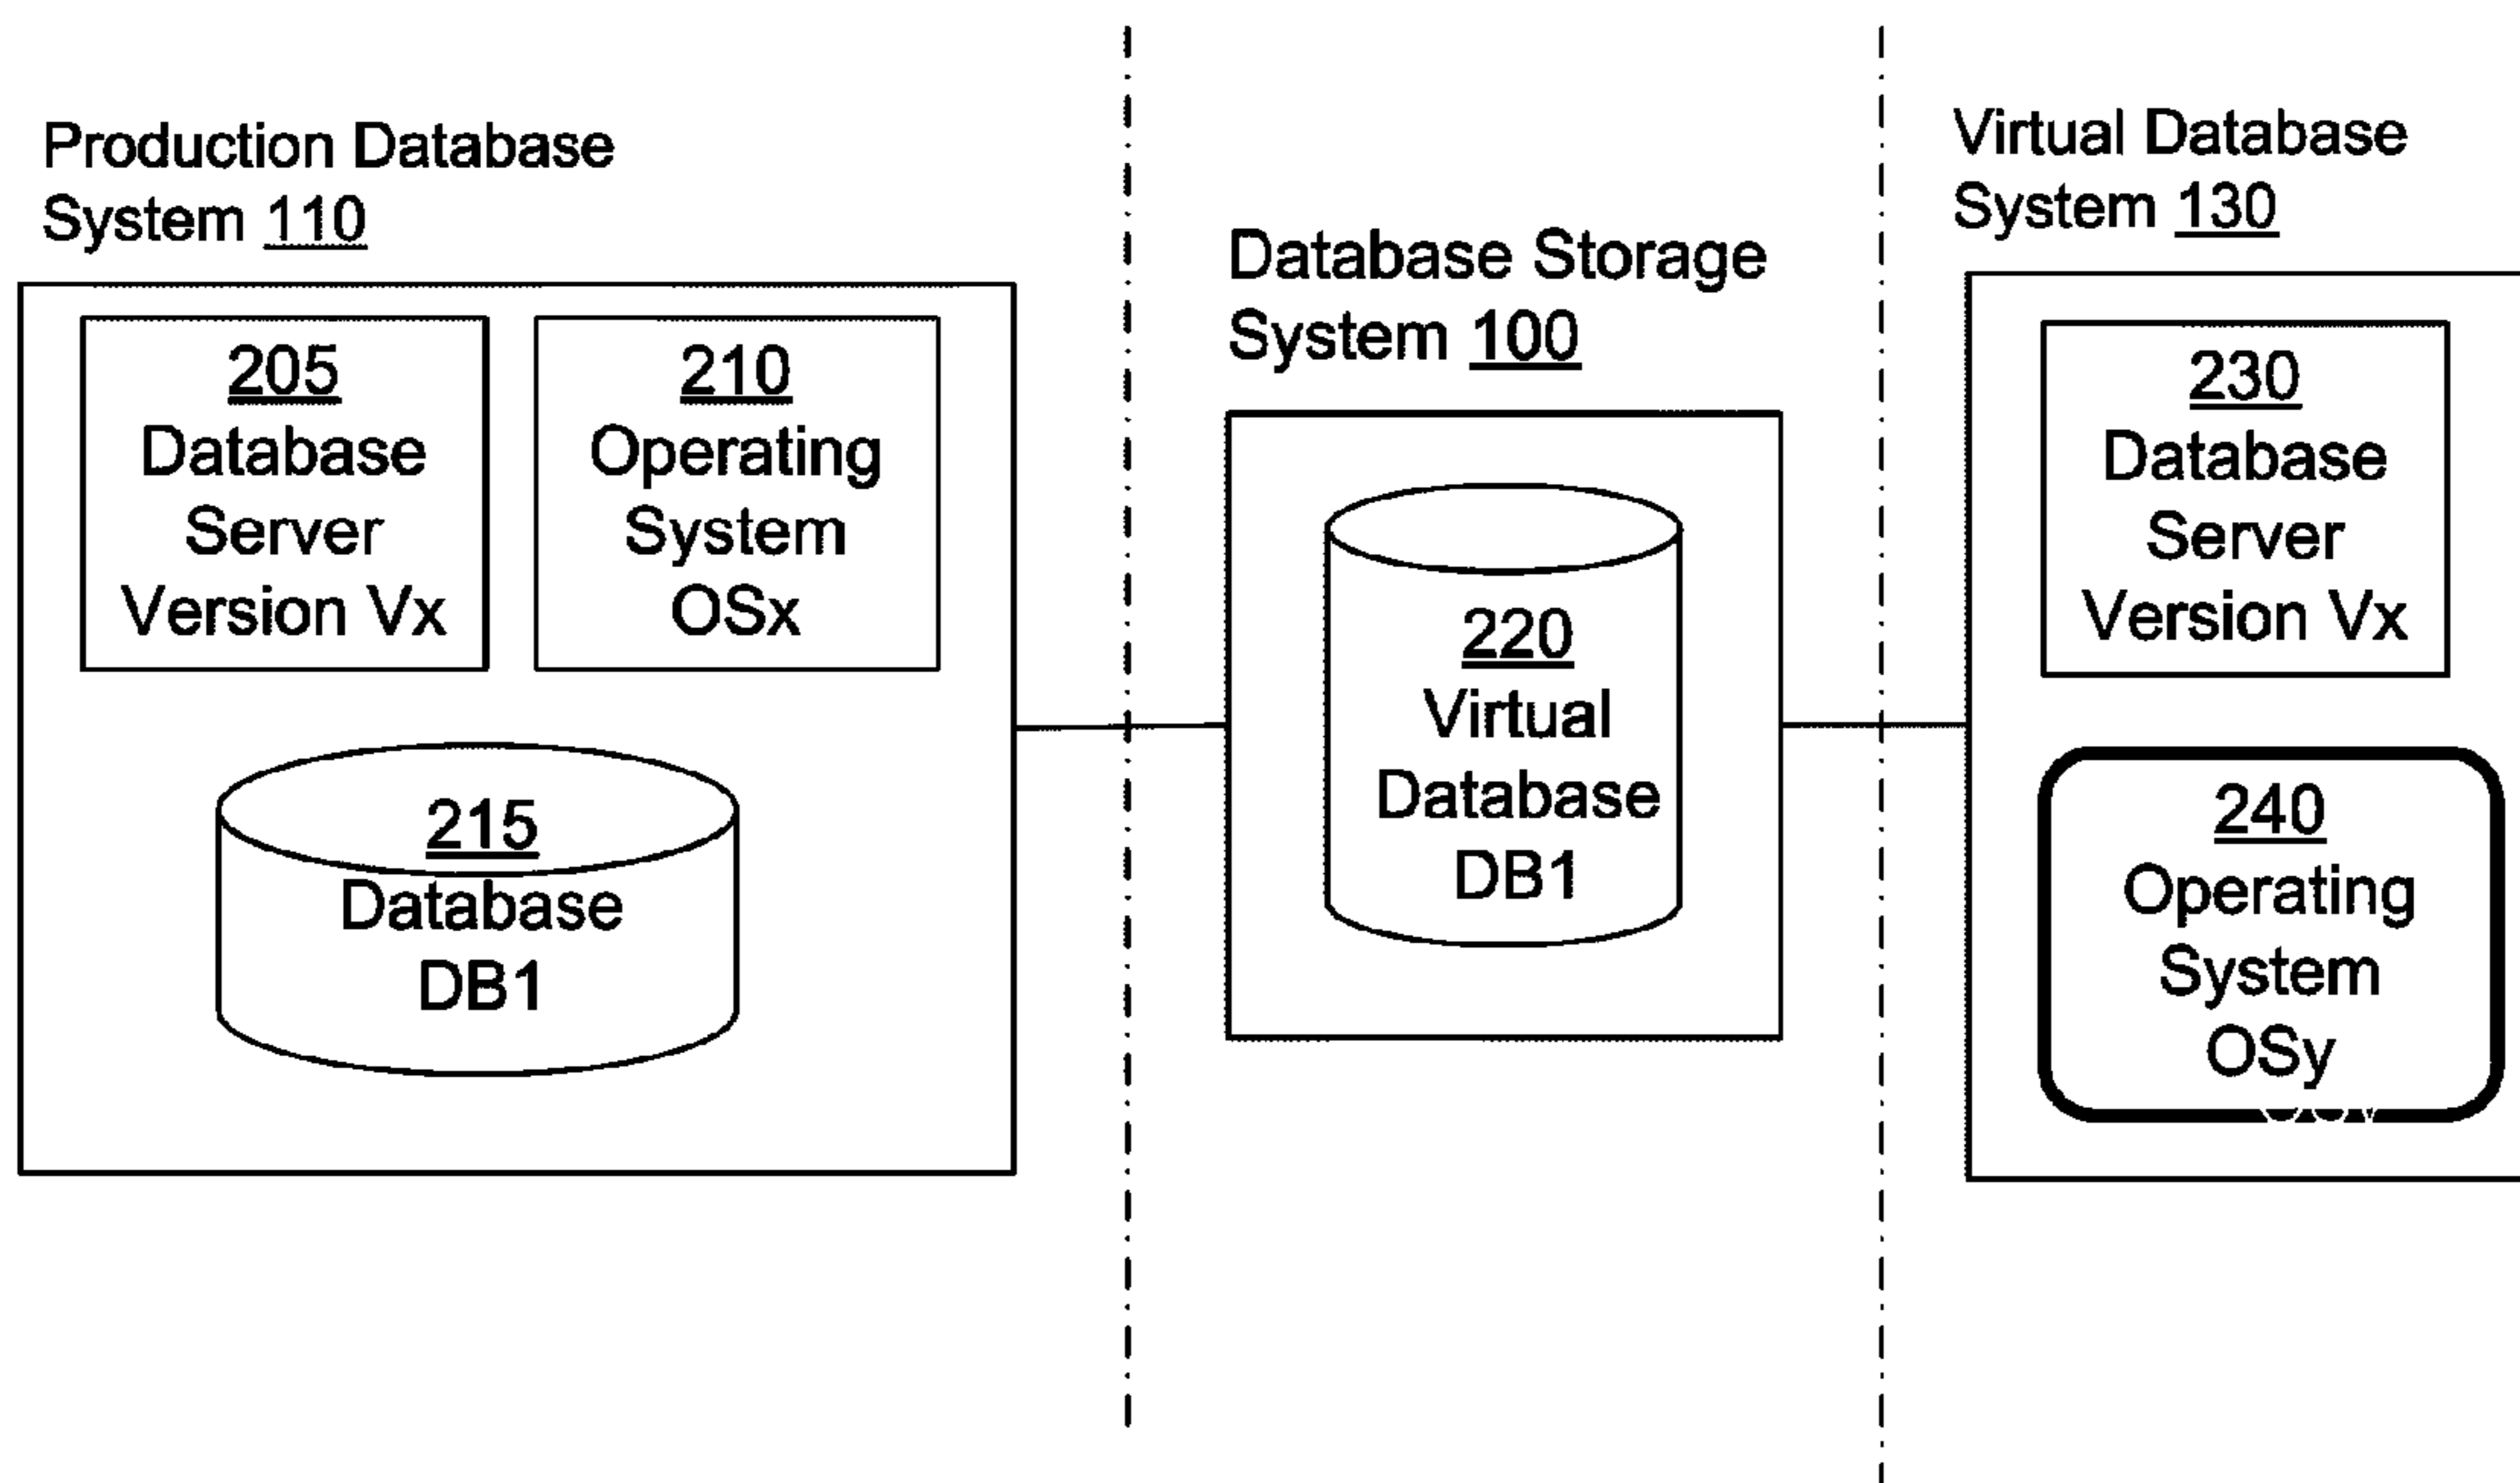 Production Database
System 110
205
Database
Server
Version Vx
210
Operating
System
OSx
215
Database
DB1
Database Storage
System 100
220
Virtual
Database
DB1
Virtual Database
System 130
230
Database
Server
Version Vx
240
Operating
System
OSy